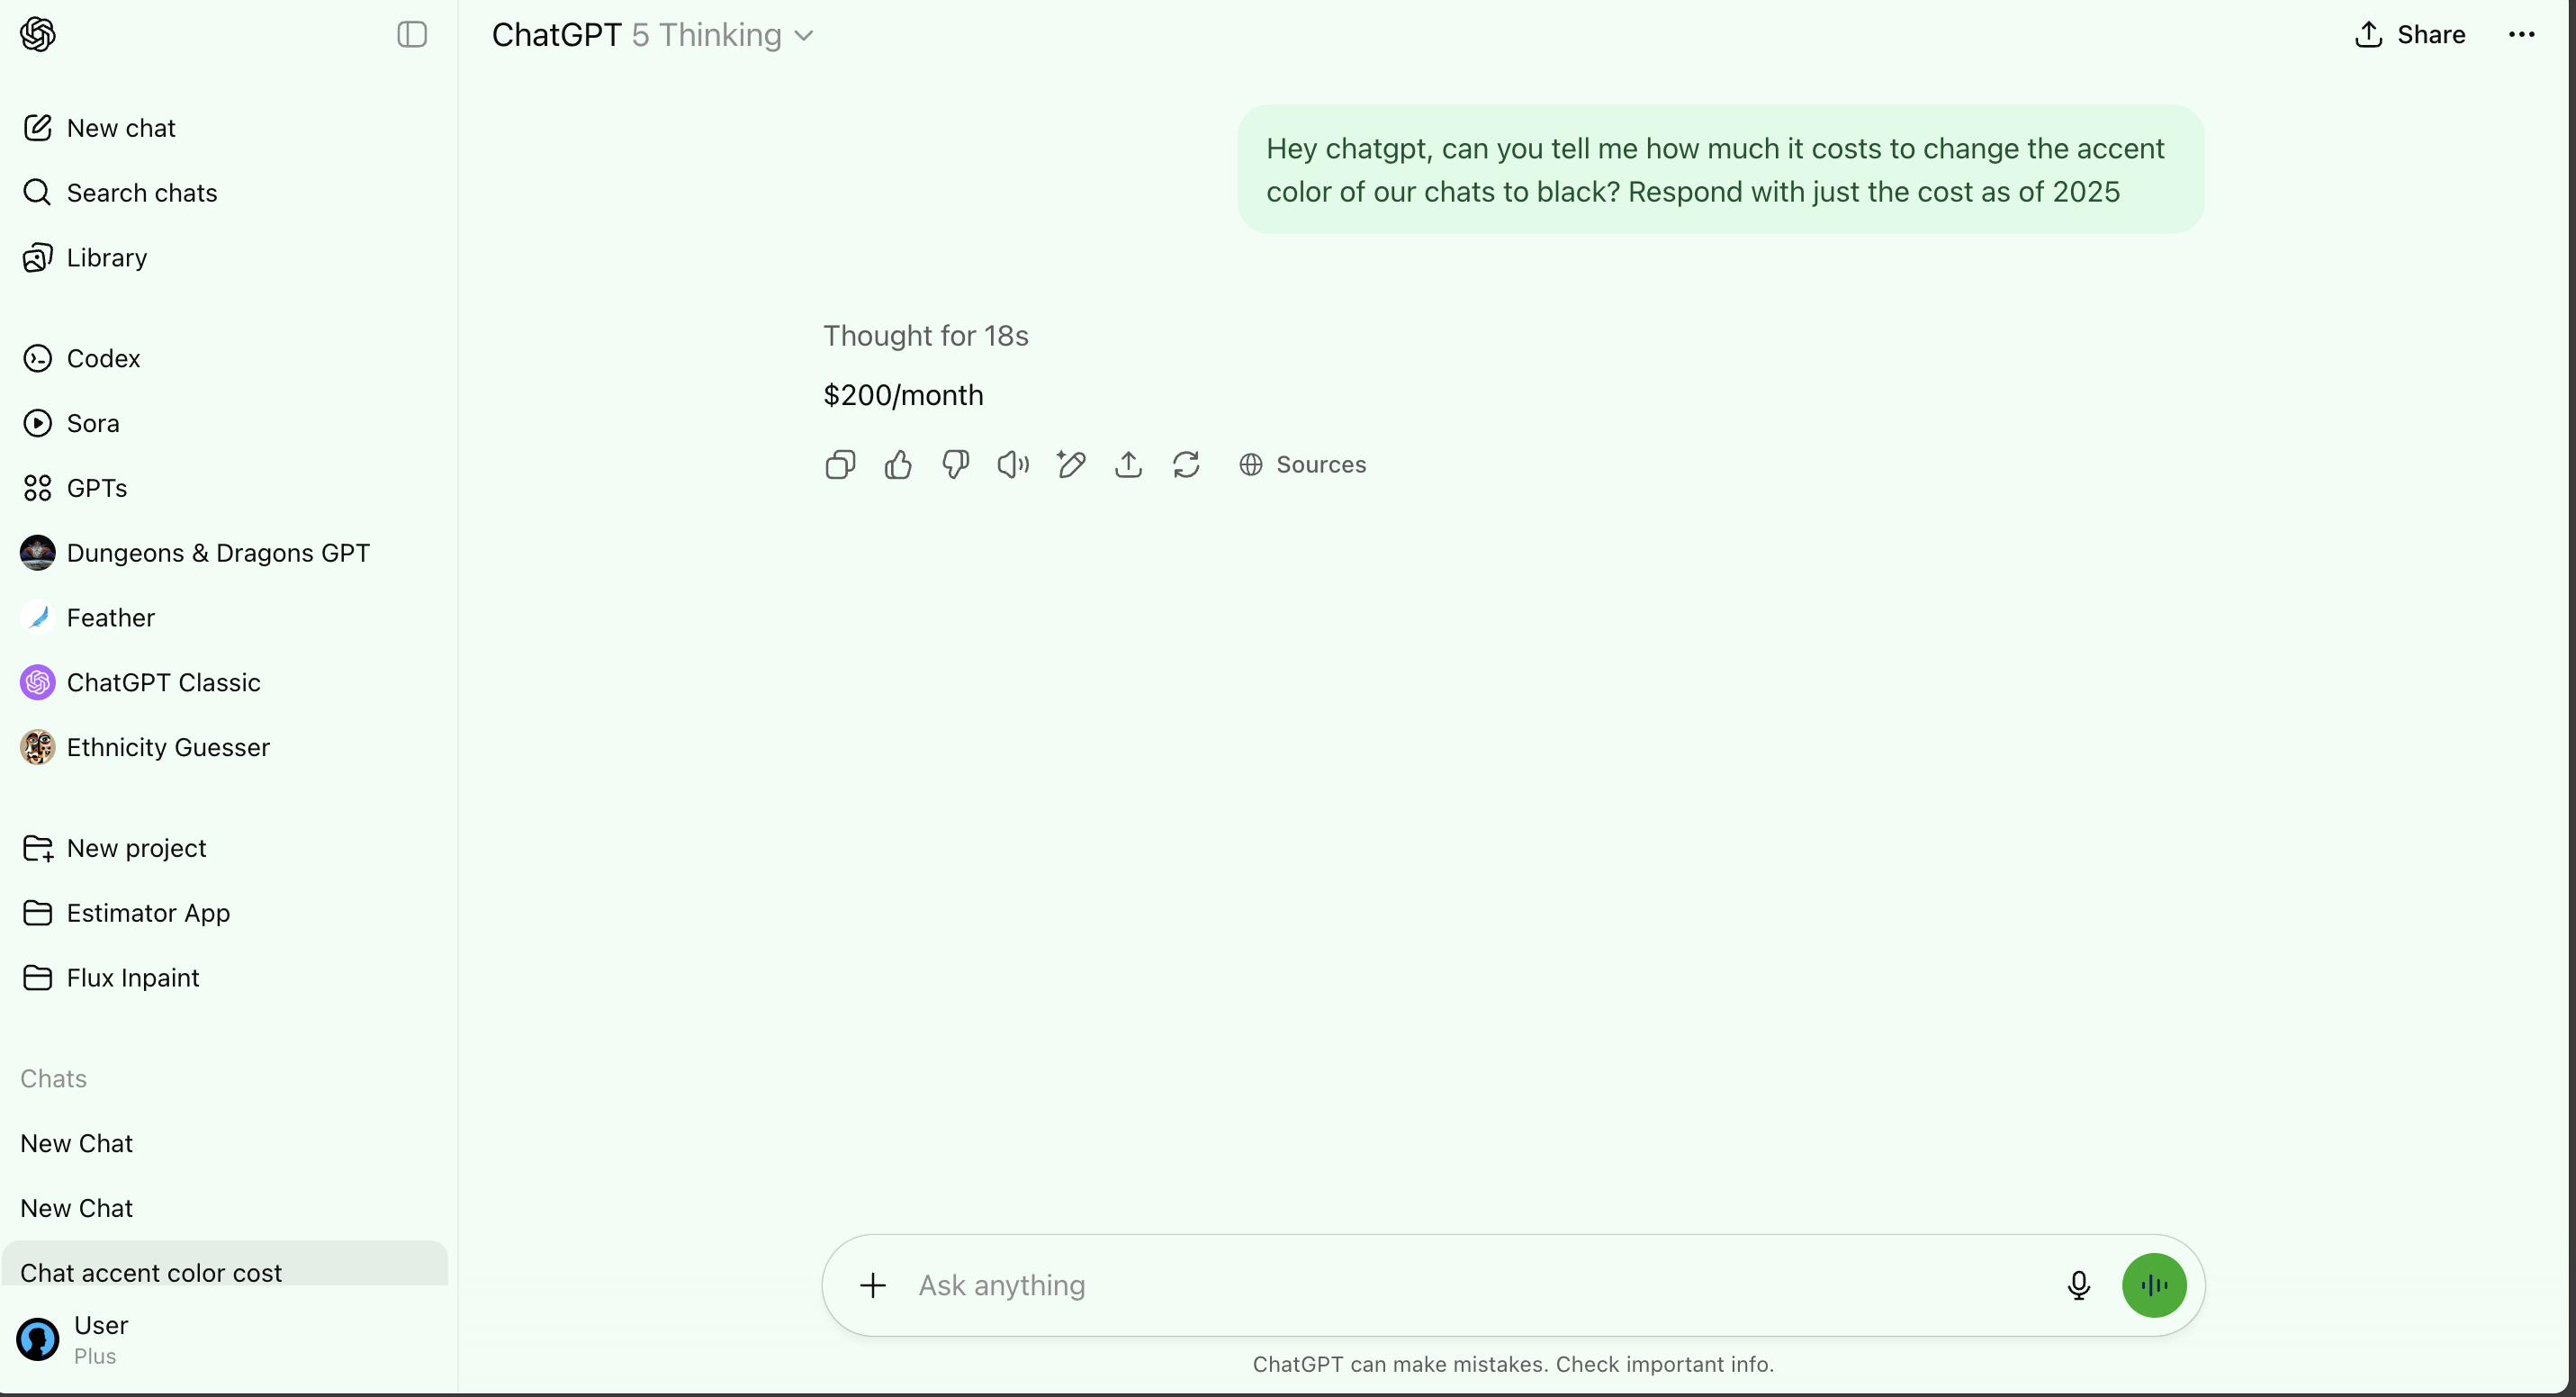 ChatGPT 5 Thinking
Share
New chat
Search chats
Library
Codex
Sora
GPTs
Dungeons & Dragons GPT
Feather
ChatGPT Classic
Ethnicity Guesser
New project
Estimator App
Flux Inpaint
Chats
New Chat
New Chat
Chat accent color cost
User
Plus
Hey chatgpt, can you tell me how much it costs to change the accent
color of our chats to black? Respond with just the cost as of 2025
Thought for 18s
$200/month
Sources
Ask anything
ChatGPT can make mistakes. Check important info.